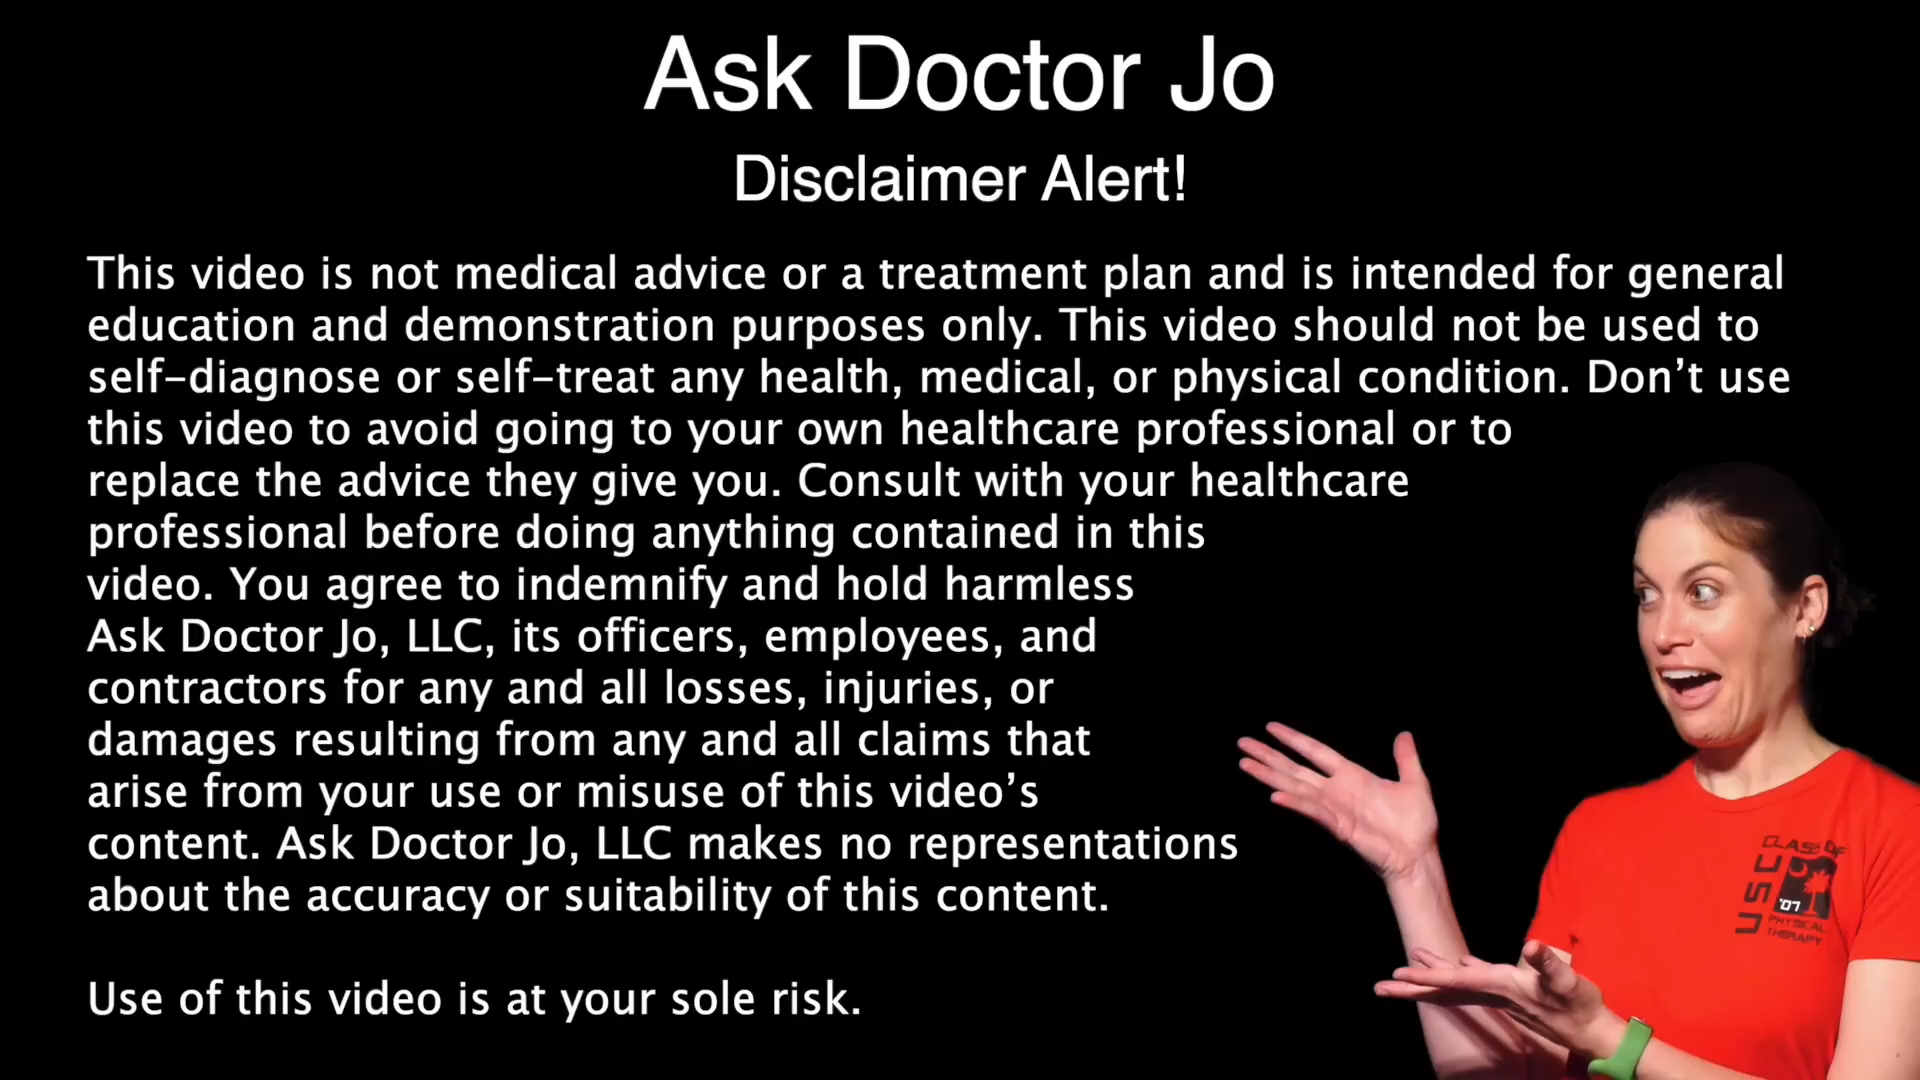 Ask Doctor Jo
Disclaimer Alert!
This video is not medical advice or a treatment plan and is intended for general
education and demonstration purposes only. This video should not be used to
self-diagnose or self-treat any health, medical, or physical condition. Don’t use
this video to avoid going to your own healthcare professional or to
replace the advice they give you. Consult with your healthcare
professional before doing anything contained in this
video. You agree to indemnify and hold harmless
Ask Doctor Jo, LLC, its officers, employees, and
contractors for any and all losses, injuries, or
damages resulting from any and all claims that
arise from your use or misuse of this video’s
content. Ask Doctor Jo, LLC makes no representations
about the accuracy or suitability of this content.
Use of this video is at your sole risk.
CLASS OF
USC
'07
PHYSICAL
THERAPY